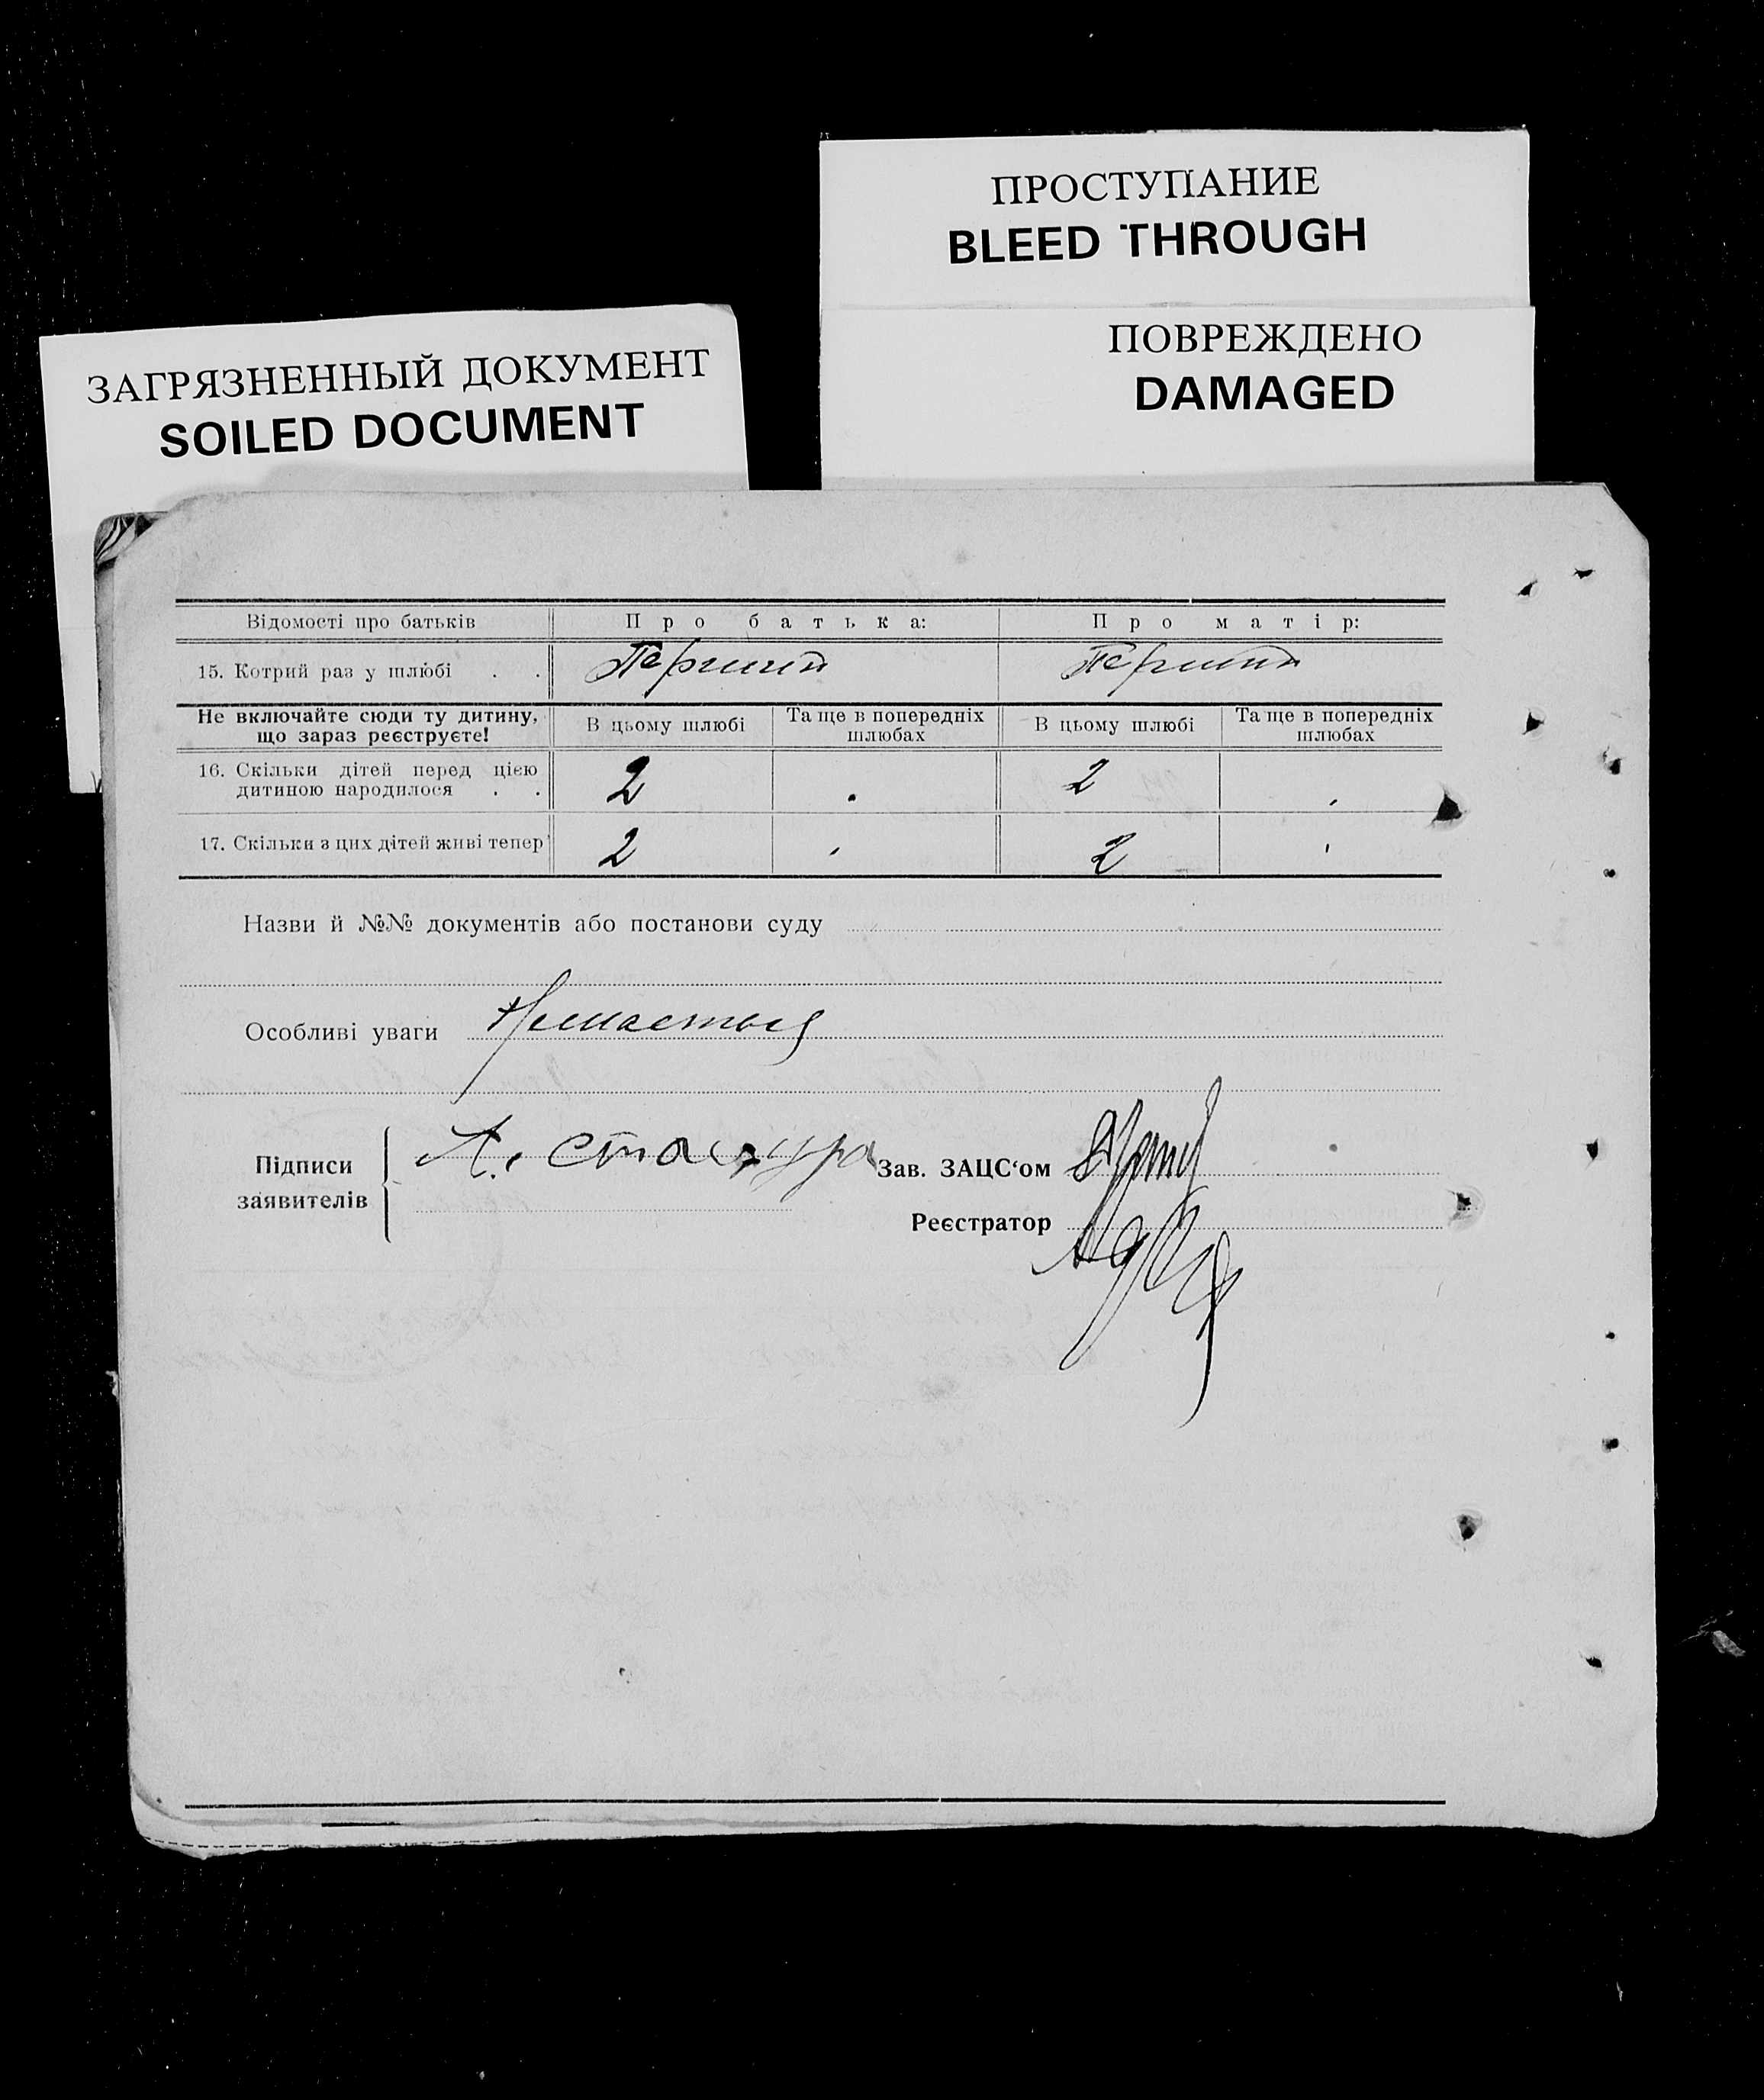 ПРОСТУПАНИЕ
BLEED THROUGH
ПОВРЕЖДЕНО
DAMAGED
ЗАГРЯЗНЕННЫЙ ДОКУМЕНТ
SOILED DOCUMENT
Відомості про батьків Про батька: Про матір:
15. Котрий раз у шлюбі . . Перший Перший
Не включайте сюди ту дитину, що зараз реєструєте! В цьому шлюбі Та ще в попередніх шлюбах В цьому шлюбі Та ще в попередніх шлюбах
16. Скільки дітей перед цією
дитиною народилося . . 2 2
17. Скільки з цих дітей живі тепер 2 2
Назви й №№ документів або постанови суду
Особливі уваги
Підписи
заявителів
Зав. ЗАЦС‘ом
Реєстратор